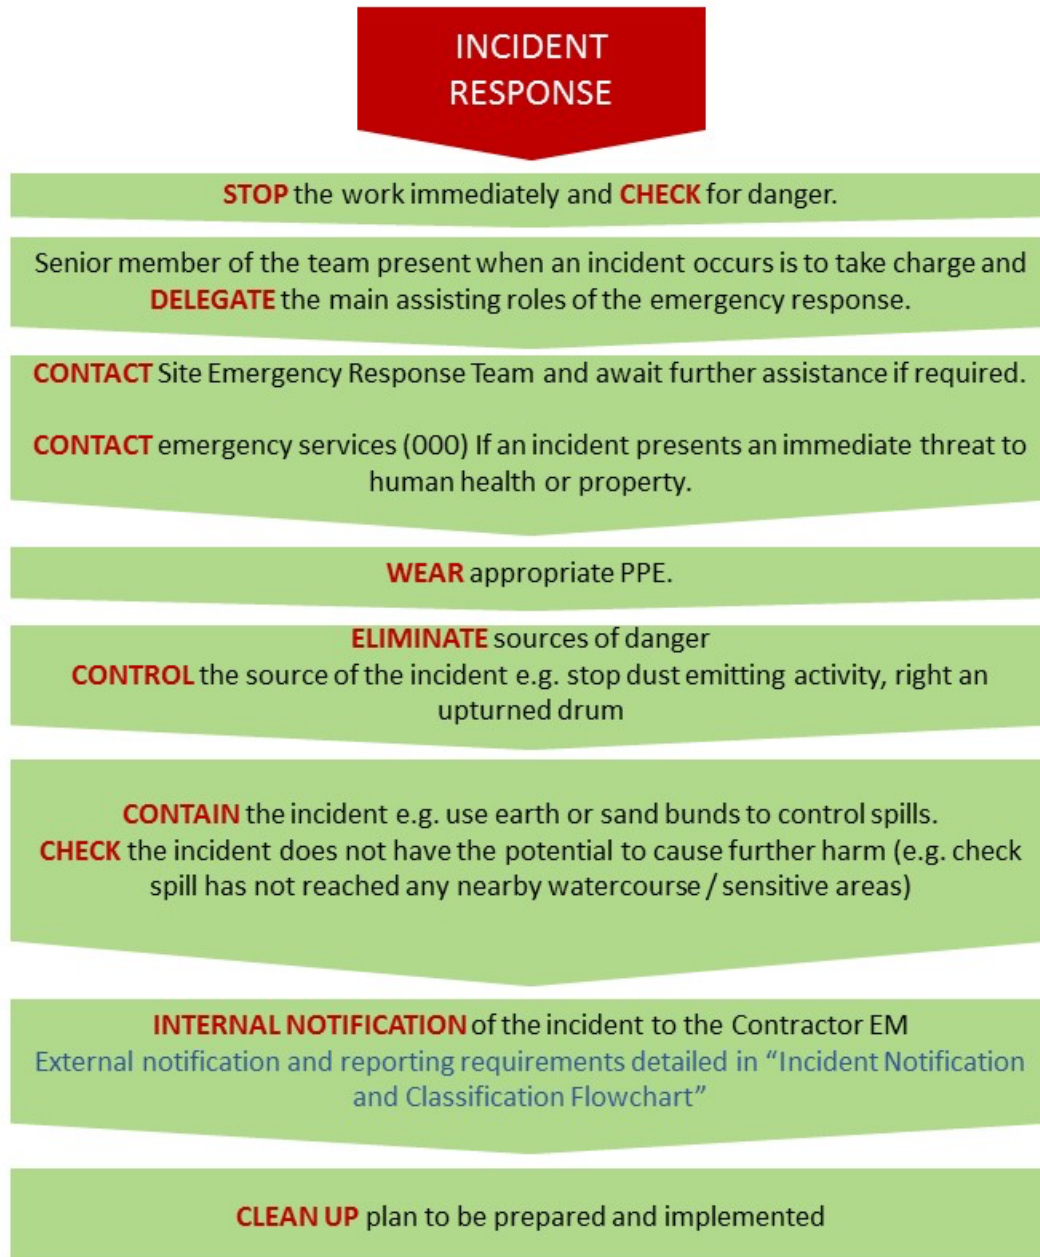 INCIDENT
RESPONSE
STOP the work immediately and CHECK for danger.
Senior member of the team present when an incident occurs is to take charge and
DELEGATE the main assisting roles of the emergency response.
CONTACT Site Emergency Response Team and await further assistance if required.
CONTACT emergency services (000) If an incident presents an immediate threat to
human health or property.
WEAR appropriate PPE.
ELIMINATE sources of danger
CONTROL the source of the incident e.g. stop dust emitting activity, right an
upturned drum
CONTAIN the incident e.g. use earth or sand bunds to control spills.
CHECK the incident does not have the potential to cause further harm (e.g. check
spill has not reached any nearby watercourse / sensitive areas)
INTERNAL NOTIFICATION of the incident to the Contractor EM
External notification and reporting requirements detailed in “Incident Notification
and Classification Flowchart”
CLEAN UP plan to be prepared and implemented